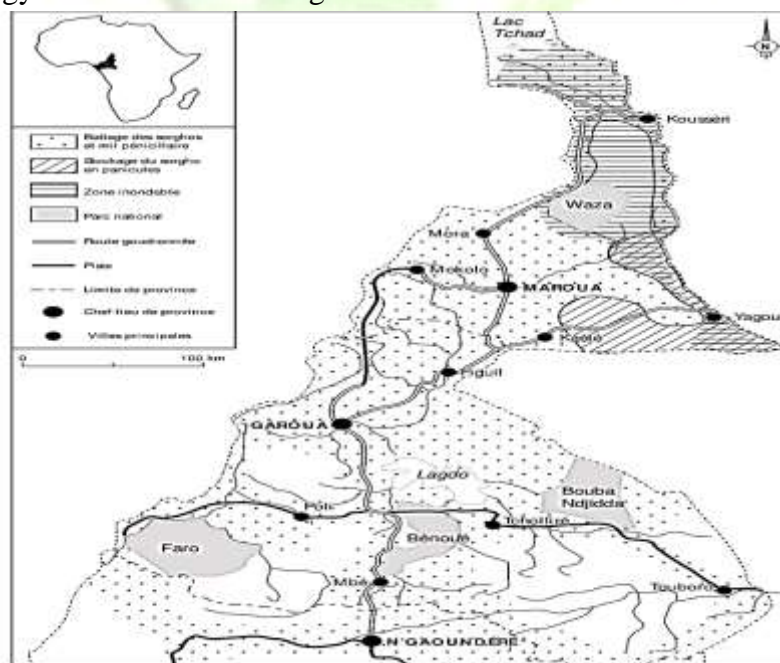 Lac
Tchad
N
Kousséri
Battage des sorghos
et mil pénicillaire
Stockage du sorgho
en panicules
Zone inondable
Parc national
Route goudronnée
Piste
Limite de province
Chef-lieu de province
Villes principales
0 100 km
Waza
Mora
Mokolo
MAROUA
Yagoua
Kaélé
Figuil
GAROUA
Lagdo
Bouba
Ndjidda
Poli
Tcholliré
Bénoué
Faro
Mbé
Touboro
N'GAOUNDÉRÉ